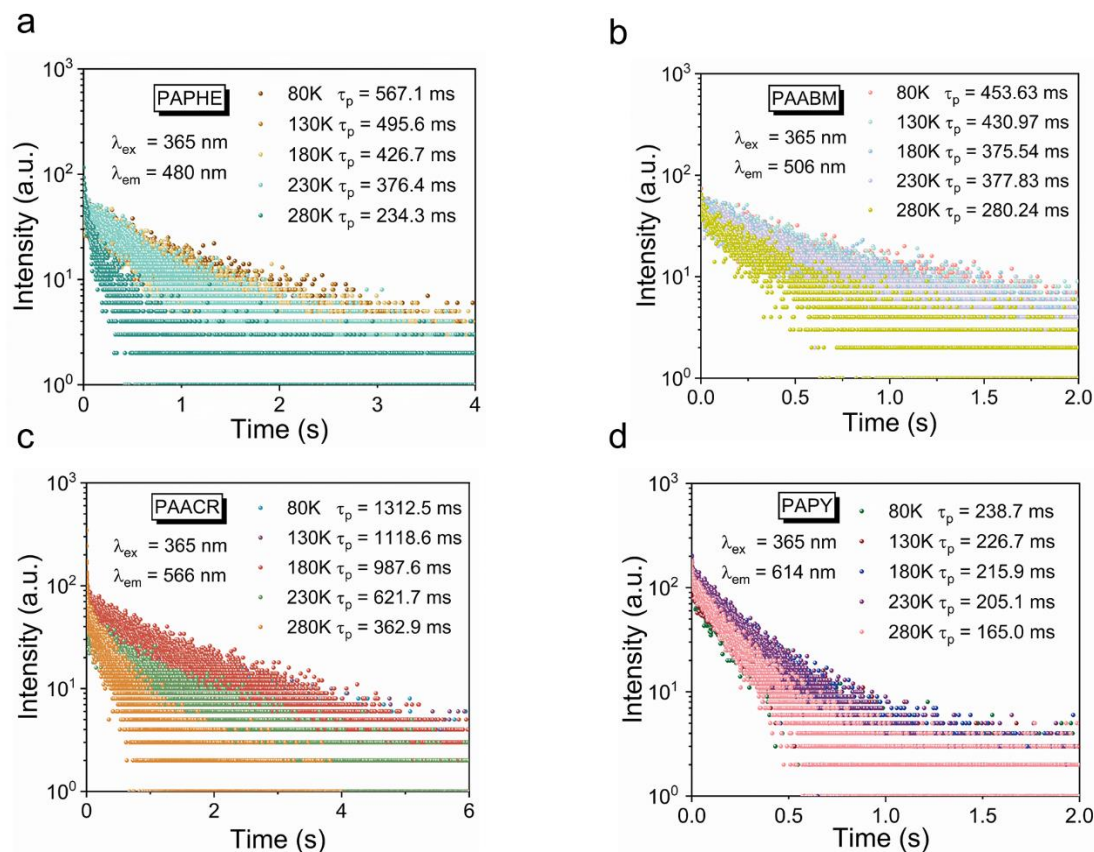 a
10³
10²
10¹
10⁰
Intensity (a.u.)
PAPHE
λex = 365 nm
λem = 480 nm
80K τp = 567.1 ms
130K τp = 495.6 ms
180K τp = 426.7 ms
230K τp = 376.4 ms
280K τp = 234.3 ms
0 1 2 3 4
Time (s)
b
10³
10²
10¹
10⁰
Intensity (a.u.)
PAABM
λex = 365 nm
λem = 506 nm
80K τp = 453.63 ms
130K τp = 430.97 ms
180K τp = 375.54 ms
230K τp = 377.83 ms
280K τp = 280.24 ms
0.0 0.5 1.0 1.5 2.0
Time (s)
c
10³
10²
10¹
10⁰
Intensity (a.u.)
PAACR
λex = 365 nm
λem = 566 nm
80K τp = 1312.5 ms
130K τp = 1118.6 ms
180K τp = 987.6 ms
230K τp = 621.7 ms
280K τp = 362.9 ms
0 2 4 6
Time (s)
d
10³
10²
10¹
10⁰
Intensity (a.u.)
PAPY
λex = 365 nm
λem = 614 nm
80K τp = 238.7 ms
130K τp = 226.7 ms
180K τp = 215.9 ms
230K τp = 205.1 ms
280K τp = 165.0 ms
0.0 0.5 1.0 1.5 2.0
Time (s)